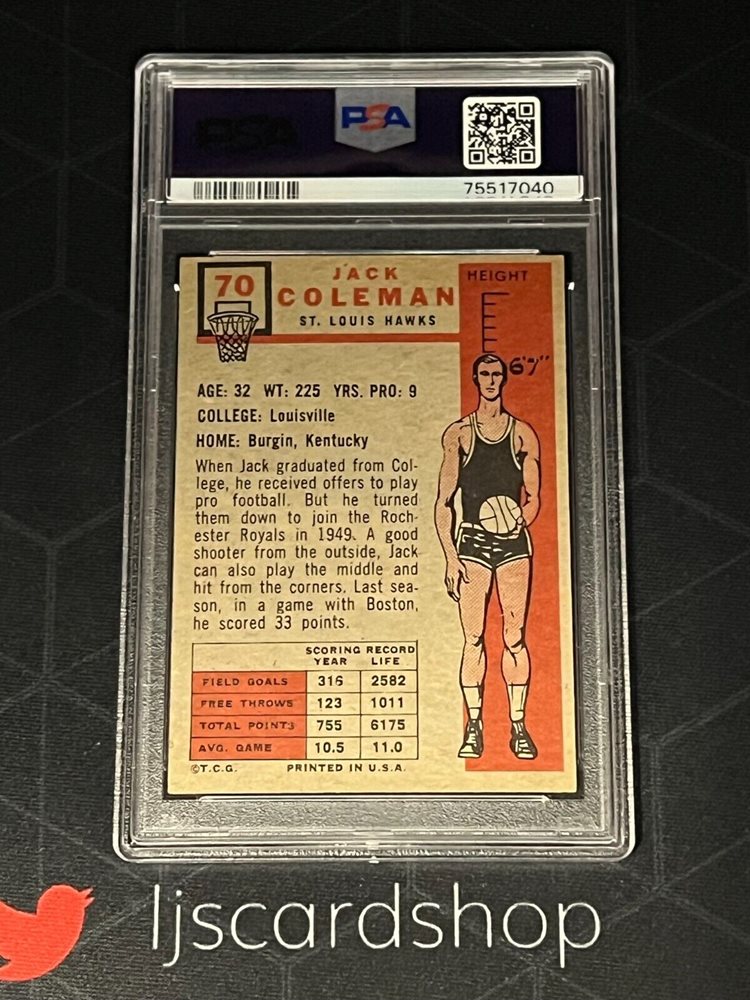 PSA
75517040
70
JACK
COLEMAN
ST. LOUIS HAWKS
HEIGHT
6'7"
AGE: 32 WT: 225 YRS. PRO: 9
COLLEGE: Louisville
HOME: Burgin, Kentucky
When Jack graduated from Col-
lege, he received offers to play
pro football. But he turned
them down to join the Roch-
ester Royals in 1949. A good
shooter from the outside, Jack
can also play the middle and
hit from the corners. Last sea-
son, in a game with Boston,
he scored 33 points.
SCORING RECORD
YEAR LIFE
FIELD GOALS 316 2582
FREE THROWS 123 1011
TOTAL POINTS 755 6175
AVG. GAME 10.5 11.0
©T.C.G. PRINTED IN U.S.A.
ljscardshop